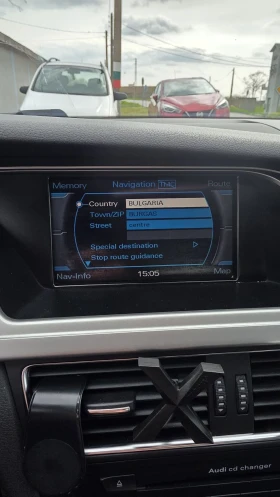 Memory Navigation TMC Route
Country BULGARIA
Town/ZIP BURGAS
Street centre
Special destination
Stop route guidance
Nav-Info 15:05 Map
Audi cd changer